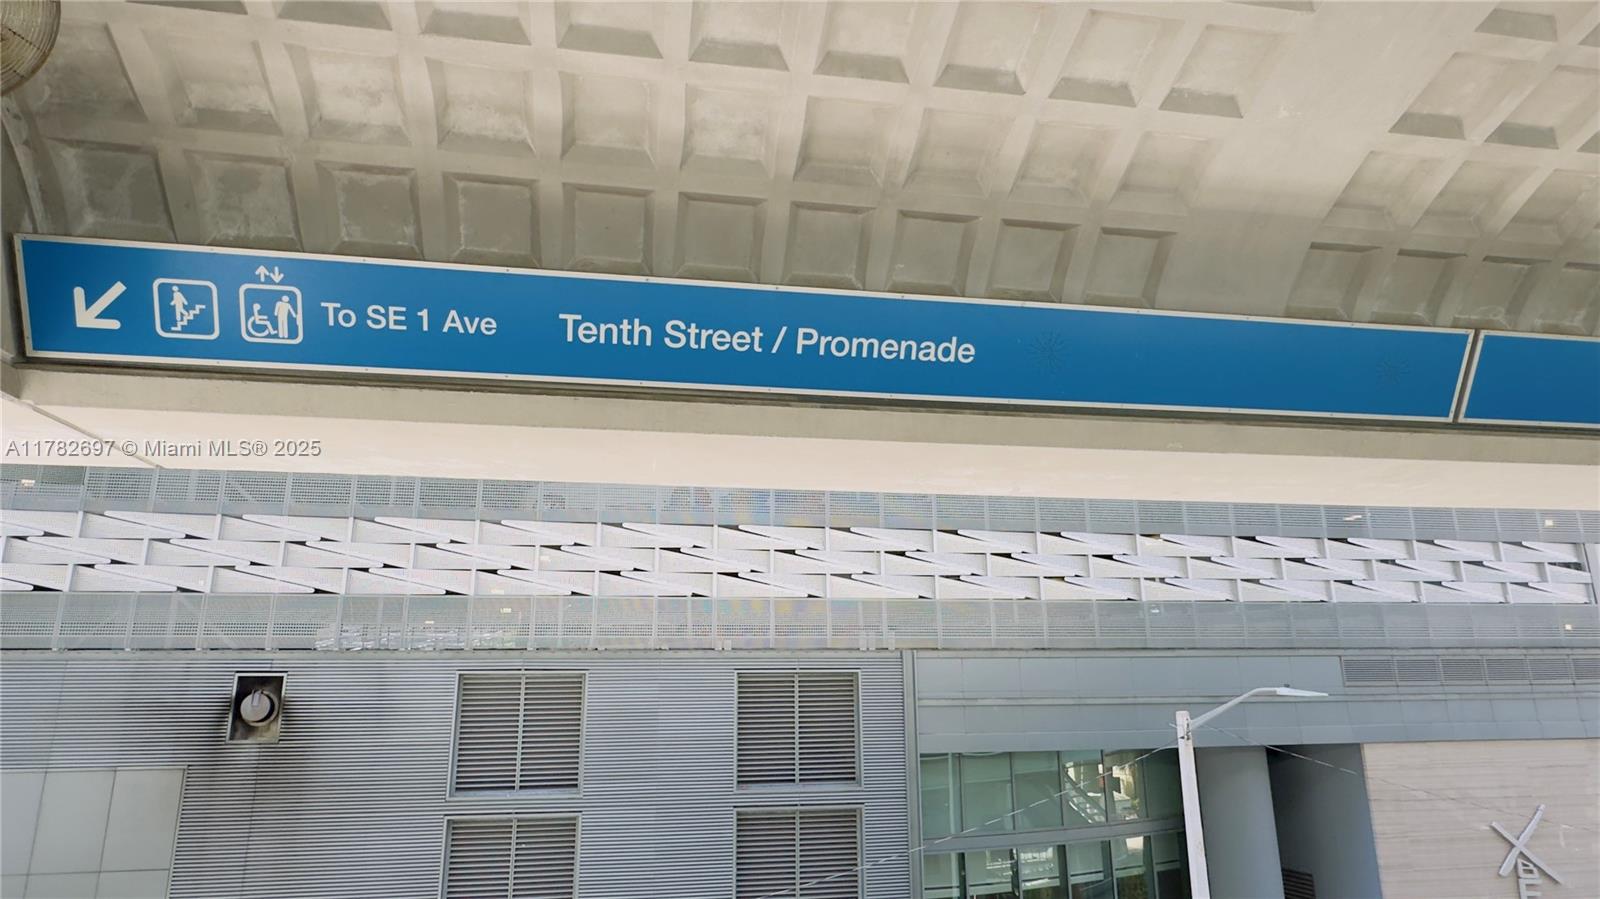 To SE 1 Ave
Tenth Street / Promenade
A11782697 © Miami MLS® 2025